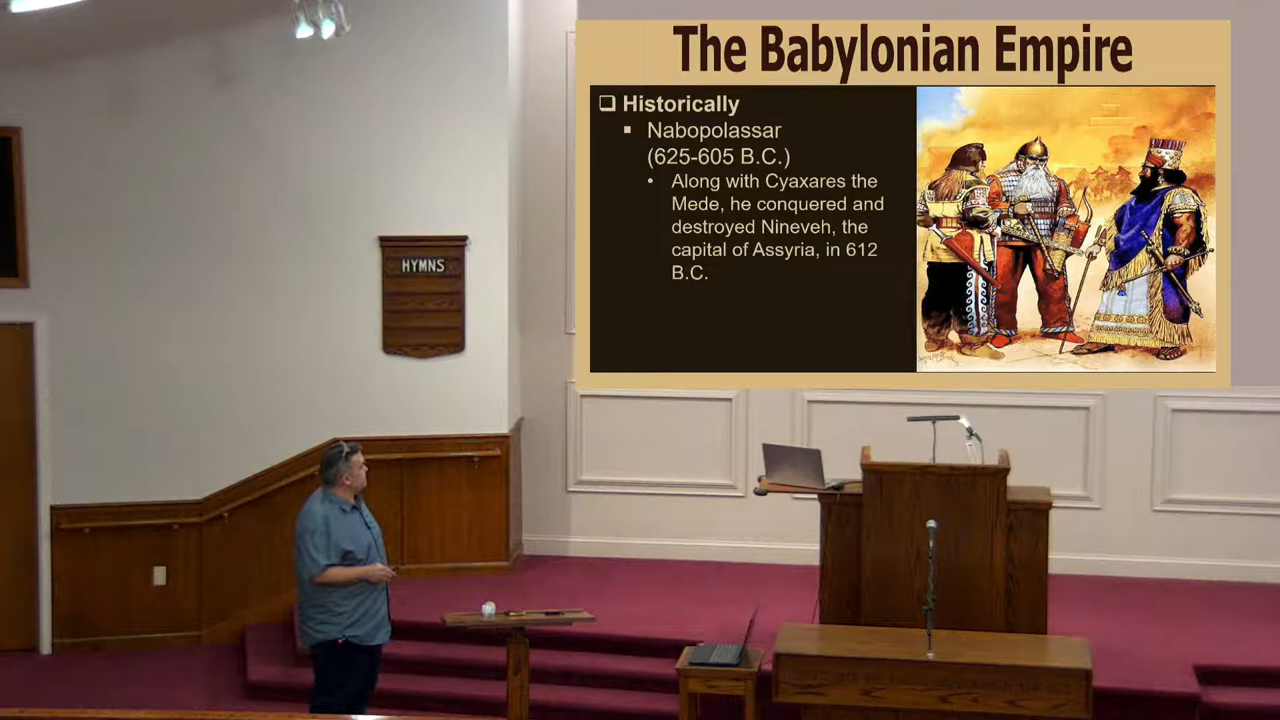 The Babylonian Empire
Historically
Nabopolassar
(625-605 B.C.)
Along with Cyaxares the
Mede, he conquered and
destroyed Nineveh, the
capital of Assyria, in 612
B.C.
HYMNS